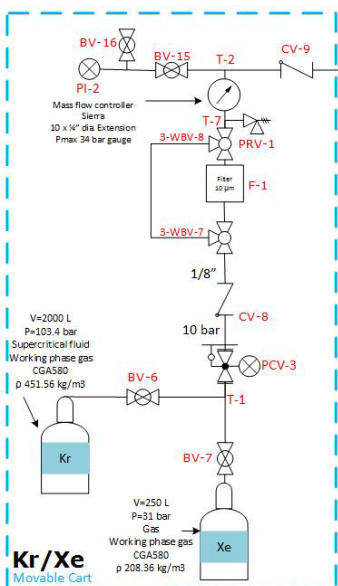 BV-16
BV-15
T-2
CV-9
PI-2
Mass flow controller
Sierra
10 x ¼" dia. Extension
Pmax 34 bar gauge
T-7
3-WBV-8
PRV-1
Filter
10 µm
F-1
3-WBV-7
1/8"
CV-8
10 bar
PCV-3
V=2000 L
P=103.4 bar
Supercritical fluid
Working phase gas
CGA580
ρ 451.56 kg/m3
BV-6
T-1
Kr
BV-7
V=250 L
P=31 bar
Gas
Working phase gas
CGA580
ρ 208.36 kg/m3
Xe
Kr/Xe
Movable Cart